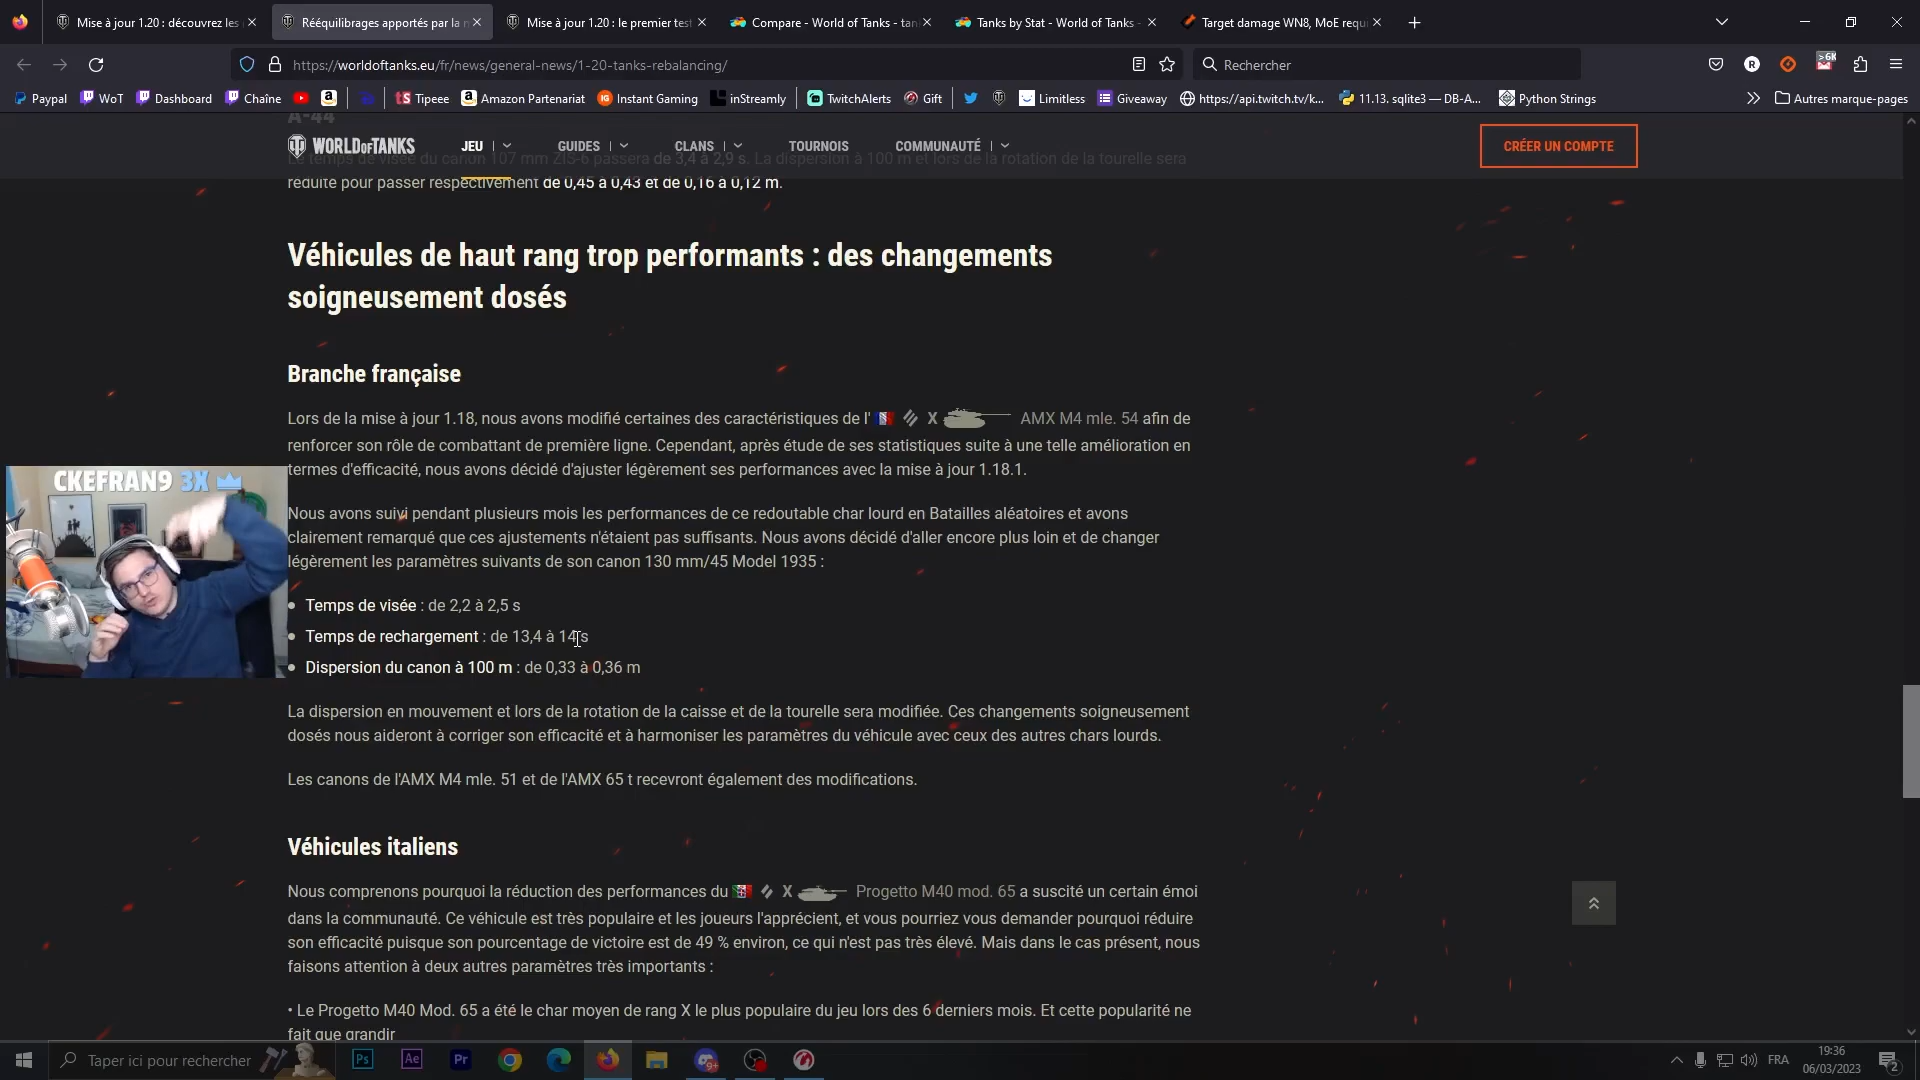 Mise à jour 1.20 : découvrez les
Rééquilibrages apportés par la m
Mise à jour 1.20 : le premier test
Compare - World of Tanks - tan
Tanks by Stat - World of Tanks -
Target damage WN8, MoE requi
https://worldoftanks.eu/fr/news/general-news/1-20-tanks-rebalancing/
Rechercher
>6K
Paypal
WoT
Dashboard
Chaîne
Tipeee
Amazon Partenariat
Instant Gaming
inStreamly
TwitchAlerts
Gift
Limitless
Giveaway
https://api.twitch.tv/k...
11.13. sqlite3 — DB-A...
Python Strings
Autres marque-pages
A-44
WORLD OF TANKS
JEU
GUIDES
CLANS
TOURNOIS
COMMUNAUTÉ
CRÉER UN COMPTE
Le temps de visée du canon 107 mm ZIS-6 passera de 3,4 à 2,9 s. La dispersion à 100 m et lors de la rotation de la tourelle sera
réduite pour passer respectivement de 0,45 à 0,43 et de 0,16 à 0,12 m.
Véhicules de haut rang trop performants : des changements
soigneusement dosés
Branche française
Lors de la mise à jour 1.18, nous avons modifié certaines des caractéristiques de l' X AMX M4 mle. 54 afin de
renforcer son rôle de combattant de première ligne. Cependant, après étude de ses statistiques suite à une telle amélioration en
termes d'efficacité, nous avons décidé d'ajuster légèrement ses performances avec la mise à jour 1.18.1.
CKEFRAN9 3X
Nous avons suivi pendant plusieurs mois les performances de ce redoutable char lourd en Batailles aléatoires et avons
clairement remarqué que ces ajustements n'étaient pas suffisants. Nous avons décidé d'aller encore plus loin et de changer
légèrement les paramètres suivants de son canon 130 mm/45 Model 1935 :
• Temps de visée : de 2,2 à 2,5 s
• Temps de rechargement : de 13,4 à 14 s
• Dispersion du canon à 100 m : de 0,33 à 0,36 m
La dispersion en mouvement et lors de la rotation de la caisse et de la tourelle sera modifiée. Ces changements soigneusement
dosés nous aideront à corriger son efficacité et à harmoniser les paramètres du véhicule avec ceux des autres chars lourds.
Les canons de l'AMX M4 mle. 51 et de l'AMX 65 t recevront également des modifications.
Véhicules italiens
Nous comprenons pourquoi la réduction des performances du X Progetto M40 mod. 65 a suscité un certain émoi
dans la communauté. Ce véhicule est très populaire et les joueurs l'apprécient, et vous pourriez vous demander pourquoi réduire
son efficacité puisque son pourcentage de victoire est de 49 % environ, ce qui n'est pas très élevé. Mais dans le cas présent, nous
faisons attention à deux autres paramètres très importants :
• Le Progetto M40 Mod. 65 a été le char moyen de rang X le plus populaire du jeu lors des 6 derniers mois. Et cette popularité ne
fait que grandir
Taper ici pour rechercher
Ps
Ae
Pr
9+
FRA
19:36
06/03/2023
2